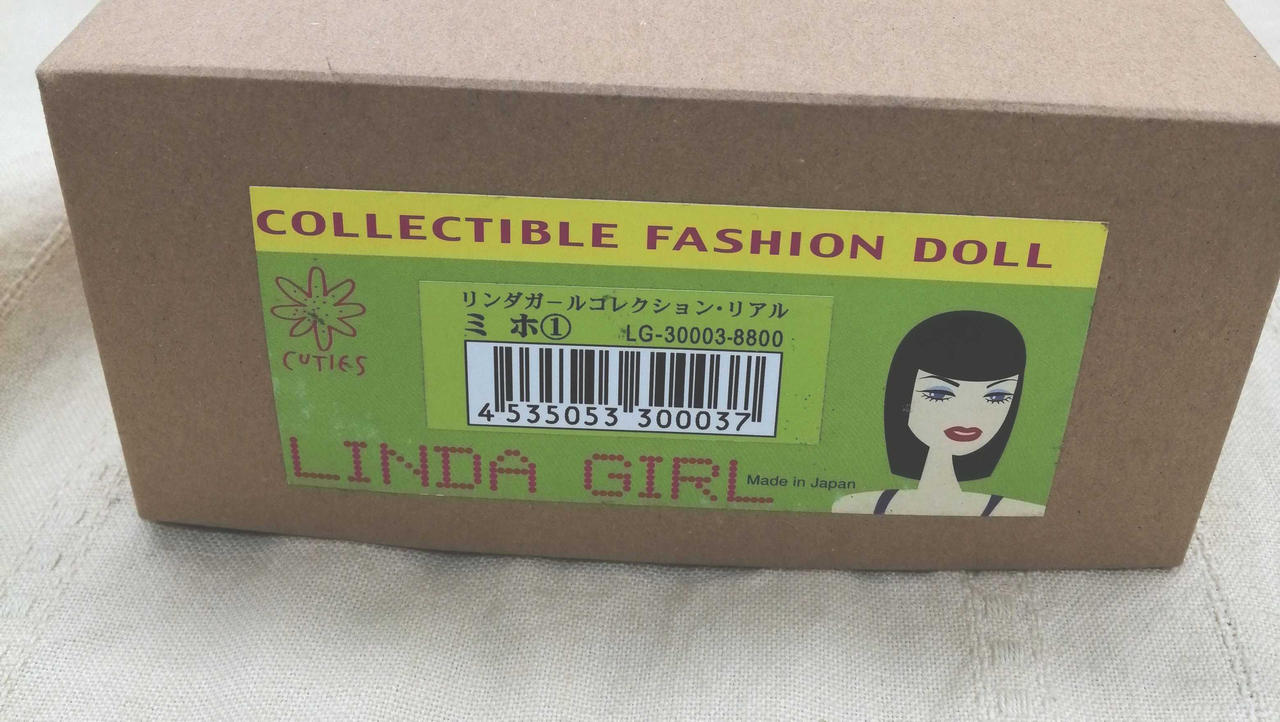 COLLECTIBLE FASHION DOLL
CUTIES
リンダガールコレクション・リアル
ミ ホ① LG-30003-8800
4 535053 300037
LINDA GIRL
Made in Japan